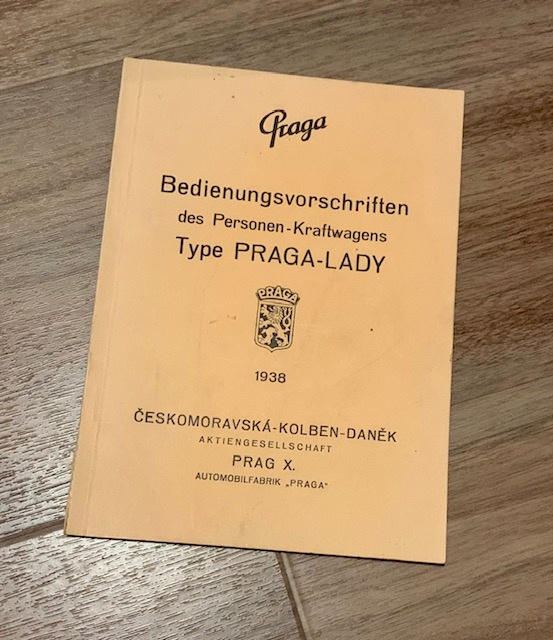 Praga
Bedienungsvorschriften
des Personen-Kraftwagens
Type PRAGA-LADY
PRAGA
1938
ČESKOMORAVSKÁ-KOLBEN-DANĚK
AKTIENGESELLSCHAFT
PRAG X.
AUTOMOBILFABRIK „PRAGA“